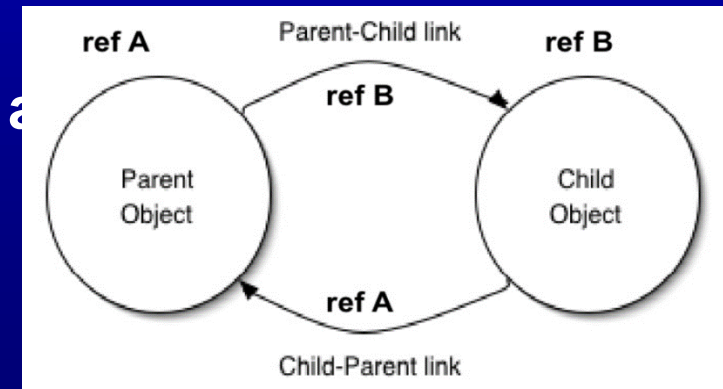 ref A
Parent-Child link
ref B
ref B
Parent
Object
Child
Object
ref A
Child-Parent link